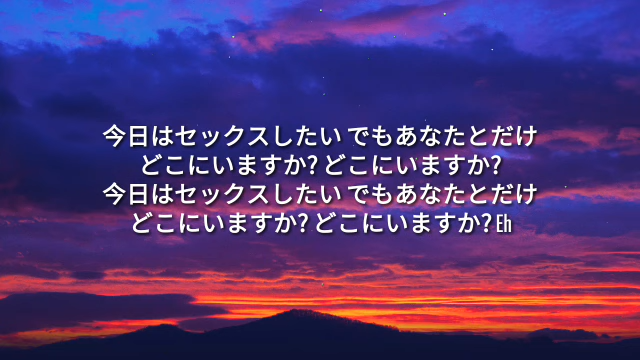 今日はセックスしたい でもあなたとだけ
どこにいますか? どこにいますか?
今日はセックスしたい でもあなたとだけ
どこにいますか? どこにいますか? Eh